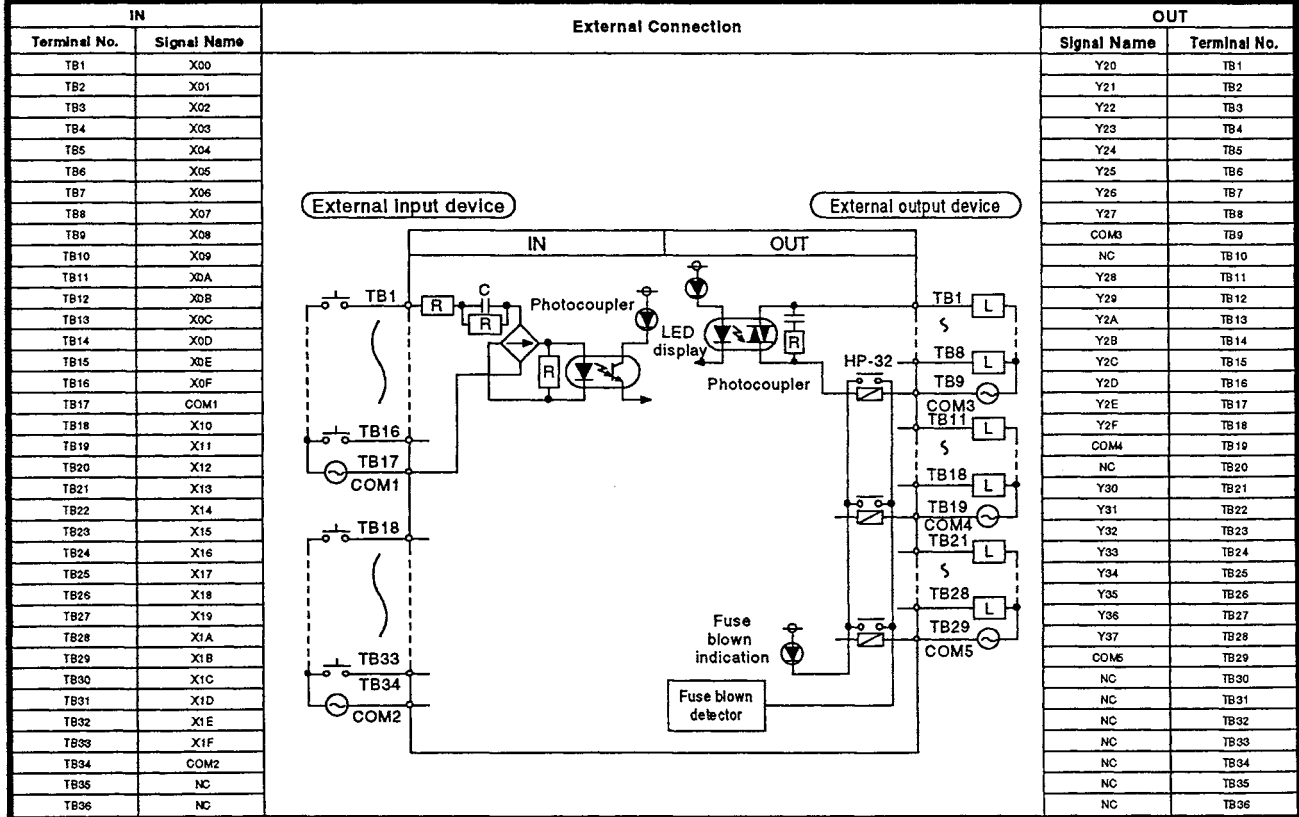 IN
External Connection
OUT
Terminal No. Signal Name
Signal Name Terminal No.
TB1 X00
TB2 X01
TB3 X02
TB4 X03
TB5 X04
TB6 X05
TB7 X06
TB8 X07
TB9 X08
TB10 X09
TB11 X0A
TB12 X0B
TB13 X0C
TB14 X0D
TB15 X0E
TB16 X0F
TB17 COM1
TB18 X10
TB19 X11
TB20 X12
TB21 X13
TB22 X14
TB23 X15
TB24 X16
TB25 X17
TB26 X18
TB27 X19
TB28 X1A
TB29 X1B
TB30 X1C
TB31 X1D
TB32 X1E
TB33 X1F
TB34 COM2
TB35 NC
TB36 NC
External input device
External output device
IN
OUT
TB1
R
C
R
Photocoupler
R
LED
display
Photocoupler
R
HP-32
TB16
TB17
COM1
TB18
TB33
TB34
COM2
TB1
L
TB8
L
TB9
COM3
TB11
L
TB18
L
TB19
COM4
TB21
L
TB28
L
TB29
COM5
Fuse
blown
indication
Fuse blown
detector
Y20 TB1
Y21 TB2
Y22 TB3
Y23 TB4
Y24 TB5
Y25 TB6
Y26 TB7
Y27 TB8
COM3 TB9
NC TB10
Y28 TB11
Y29 TB12
Y2A TB13
Y2B TB14
Y2C TB15
Y2D TB16
Y2E TB17
Y2F TB18
COM4 TB19
NC TB20
Y30 TB21
Y31 TB22
Y32 TB23
Y33 TB24
Y34 TB25
Y35 TB26
Y36 TB27
Y37 TB28
COM5 TB29
NC TB30
NC TB31
NC TB32
NC TB33
NC TB34
NC TB35
NC TB36